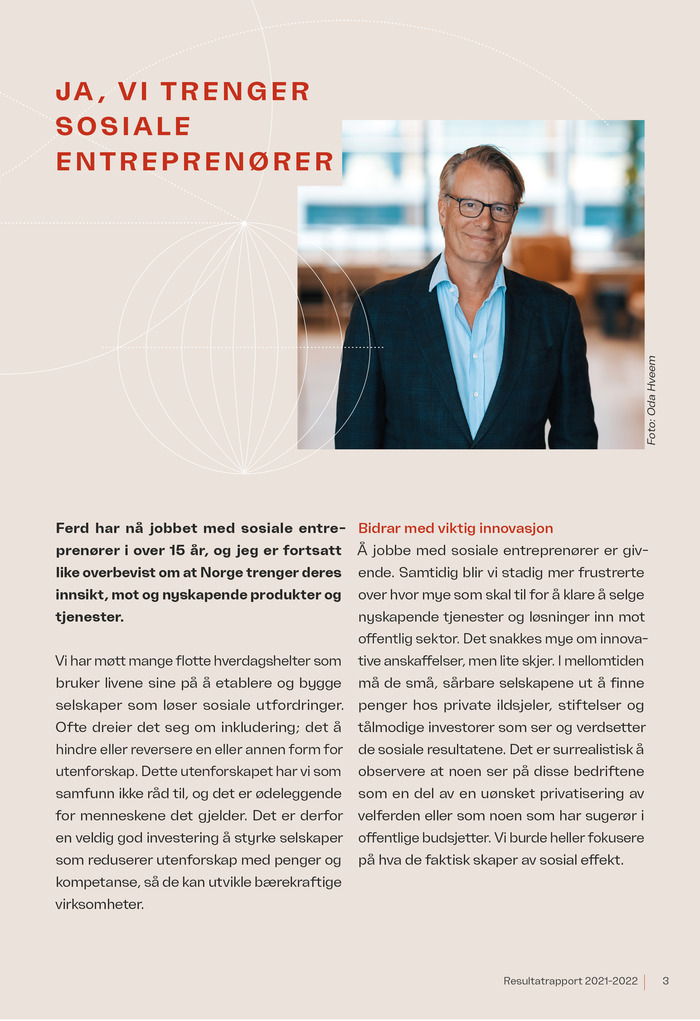 JA, VI TRENGER
SOSIALE
ENTREPRENØRER
Foto: Oda Hveem
Ferd har nå jobbet med sosiale entre-
prenører i over 15 år, og jeg er fortsatt
like overbevist om at Norge trenger deres
innsikt, mot og nyskapende produkter og
tjenester.
Vi har møtt mange flotte hverdagshelter som
bruker livene sine på å etablere og bygge
selskaper som løser sosiale utfordringer.
Ofte dreier det seg om inkludering; det å
hindre eller reversere en eller annen form for
utenforskap. Dette utenforskapet har vi som
samfunn ikke råd til, og det er ødeleggende
for menneskene det gjelder. Det er derfor
en veldig god investering å styrke selskaper
som reduserer utenforskap med penger og
kompetanse, så de kan utvikle bærekraftige
virksomheter.
Bidrar med viktig innovasjon
Å jobbe med sosiale entreprenører er giv-
ende. Samtidig blir vi stadig mer frustrerte
over hvor mye som skal til for å klare å selge
nyskapende tjenester og løsninger inn mot
offentlig sektor. Det snakkes mye om innova-
tive anskaffelser, men lite skjer. I mellomtiden
må de små, sårbare selskapene ut å finne
penger hos private ildsjeler, stiftelser og
tålmodige investorer som ser og verdsetter
de sosiale resultatene. Det er surrealistisk å
observere at noen ser på disse bedriftene
som en del av en uønsket privatisering av
velferden eller som noen som har sugerør i
offentlige budsjetter. Vi burde heller fokusere
på hva de faktisk skaper av sosial effekt.
Resultatrapport 2021-2022 3